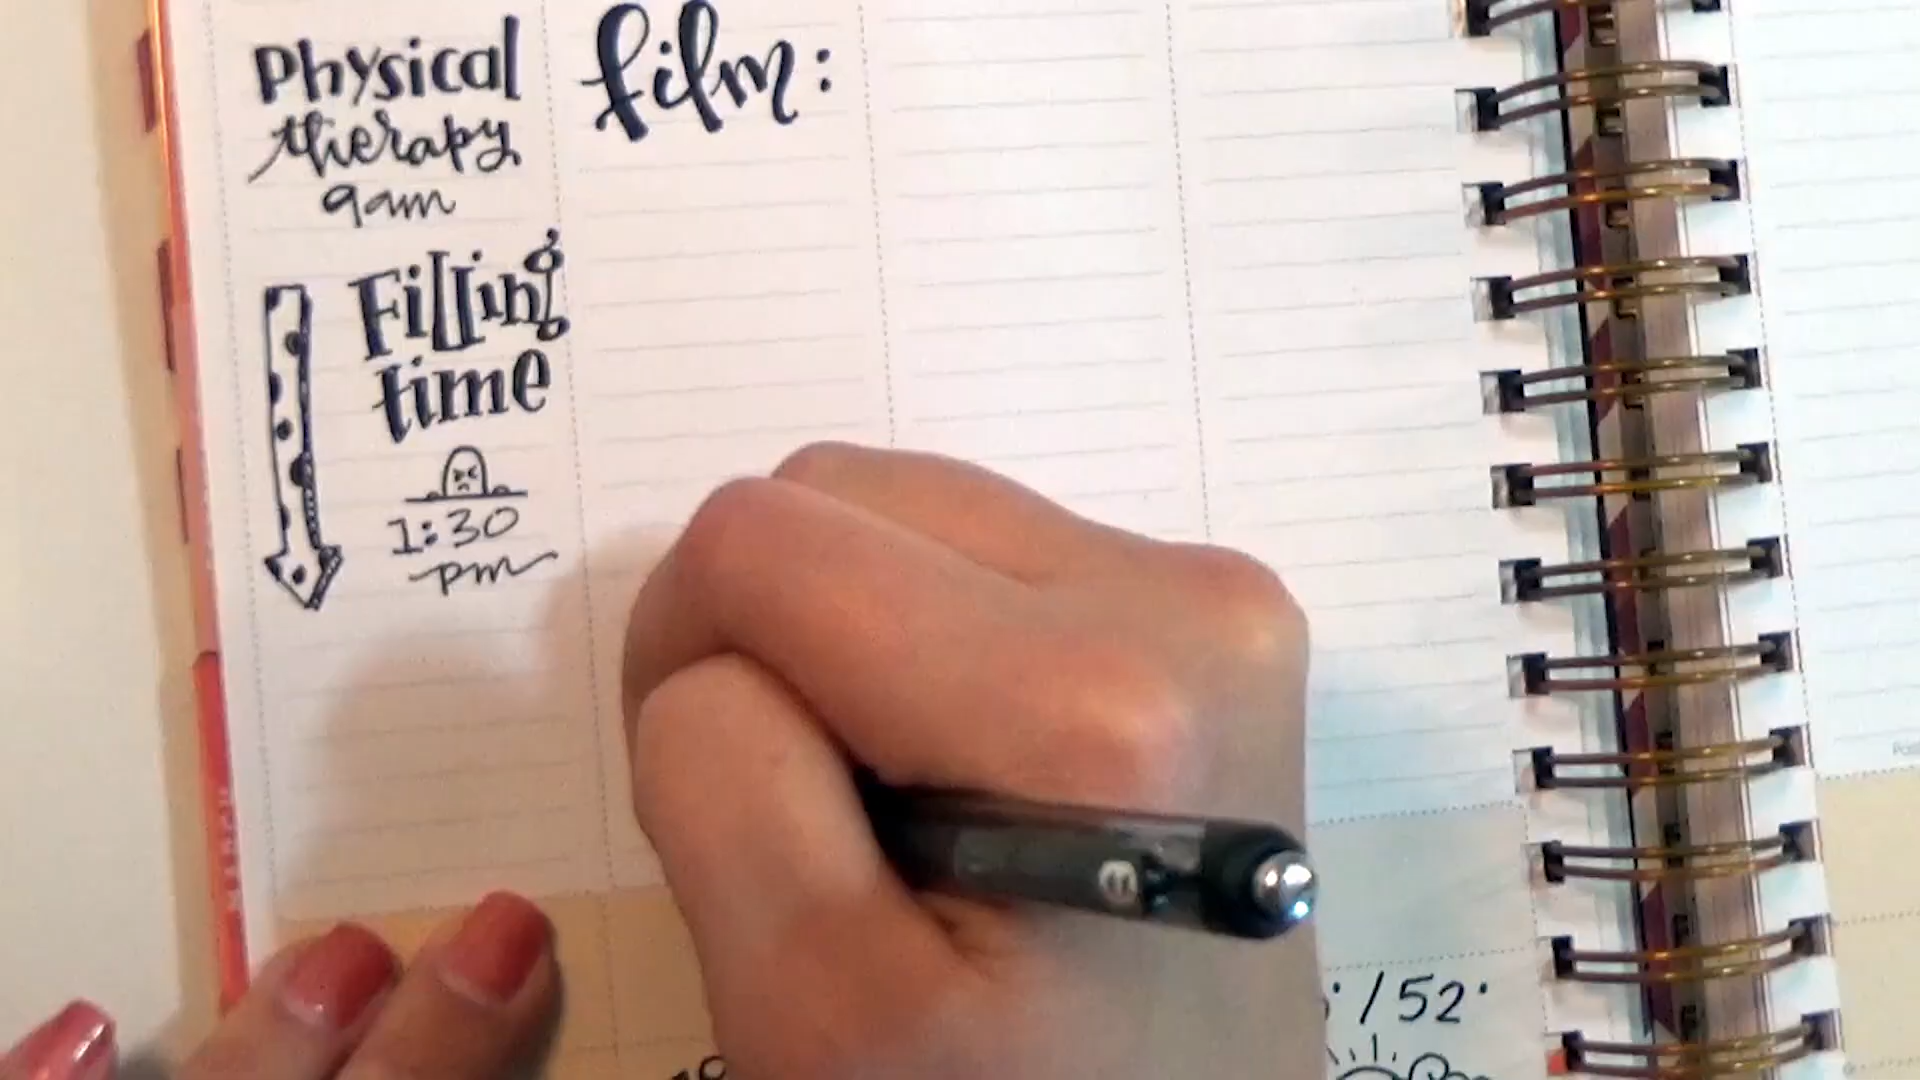 Physical
therapy
9am
Filling
time
1:30
pm
film:
/52°